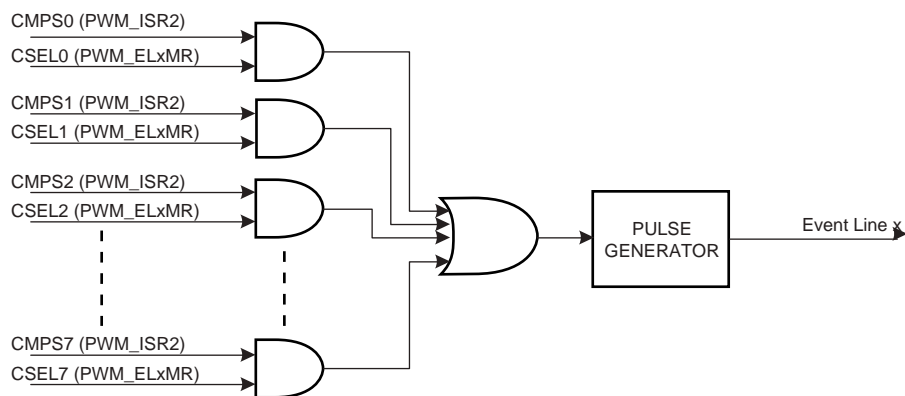 CMPS0 (PWM_ISR2)
CSEL0 (PWM_ELxMR)
CMPS1 (PWM_ISR2)
CSEL1 (PWM_ELxMR)
CMPS2 (PWM_ISR2)
CSEL2 (PWM_ELxMR)
PULSE
GENERATOR
Event Line x
CMPS7 (PWM_ISR2)
CSEL7 (PWM_ELxMR)